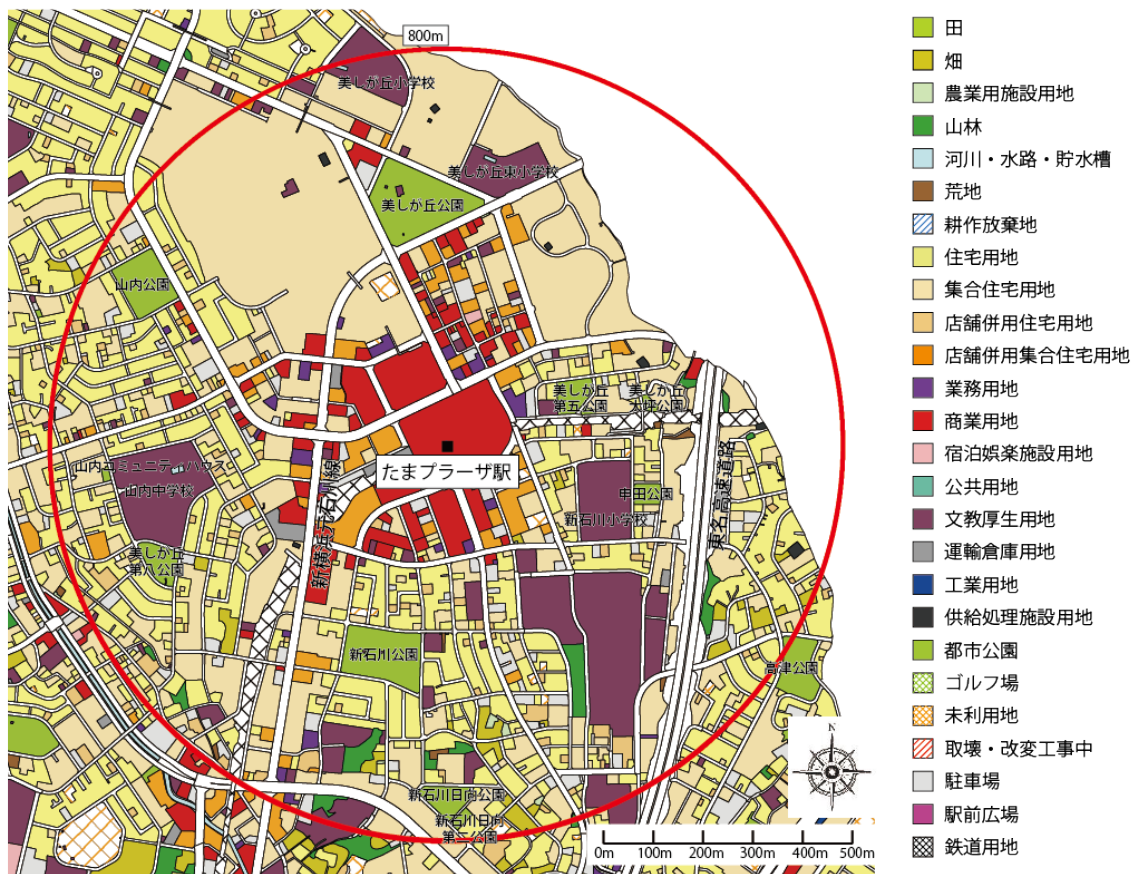 800m
美しが丘小学校
美しが丘東小学校
美しが丘公園
山内公園
美しが丘
第五公園
美しが丘
大坪公園
たまプラーザ駅
山内コミュニティ・ハウス
山内中学校
新横浜元石川線
串田公園
新石川小学校
東名高速道路
美しが丘
第八公園
新石川公園
高津公園
新石川日向公園
新石川日向
第二公園
N
0m 100m 200m 300m 400m 500m
田
畑
農業用施設用地
山林
河川・水路・貯水槽
荒地
耕作放棄地
住宅用地
集合住宅用地
店舗併用住宅用地
店舗併用集合住宅用地
業務用地
商業用地
宿泊娯楽施設用地
公共用地
文教厚生用地
運輸倉庫用地
工業用地
供給処理施設用地
都市公園
ゴルフ場
未利用地
取壊・改変工事中
駐車場
駅前広場
鉄道用地